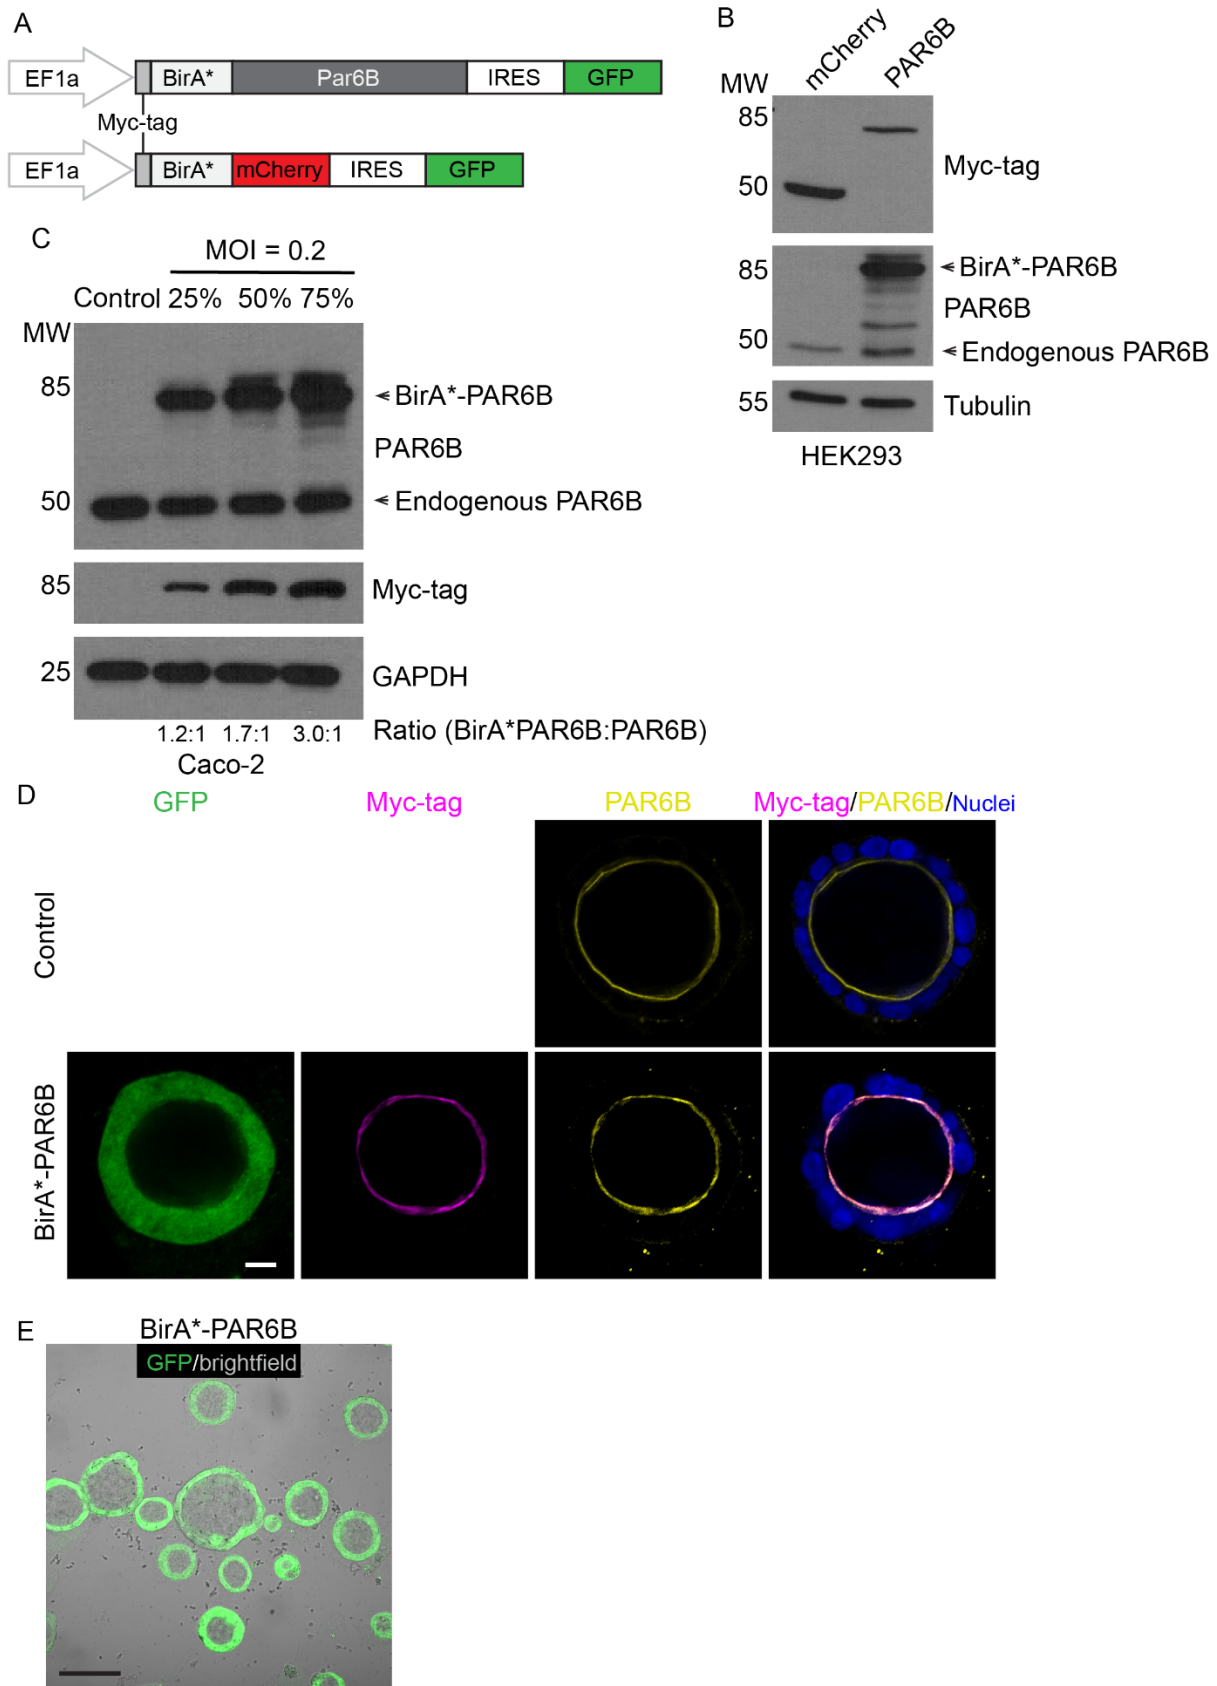 A
EF1a BirA* Par6B IRES GFP
Myc-tag
EF1a BirA* mCherry IRES GFP
B
mCherry PAR6B
MW
85
50
Myc-tag
85
BirA*-PAR6B
PAR6B
50
Endogenous PAR6B
55
Tubulin
HEK293
C
MOI = 0.2
Control 25% 50% 75%
MW
85
BirA*-PAR6B
PAR6B
50
Endogenous PAR6B
85
Myc-tag
25
GAPDH
1.2:1 1.7:1 3.0:1 Ratio (BirA*PAR6B:PAR6B)
Caco-2
D
GFP Myc-tag PAR6B Myc-tag/PAR6B/Nuclei
Control
BirA*-PAR6B
E
BirA*-PAR6B
GFP/brightfield